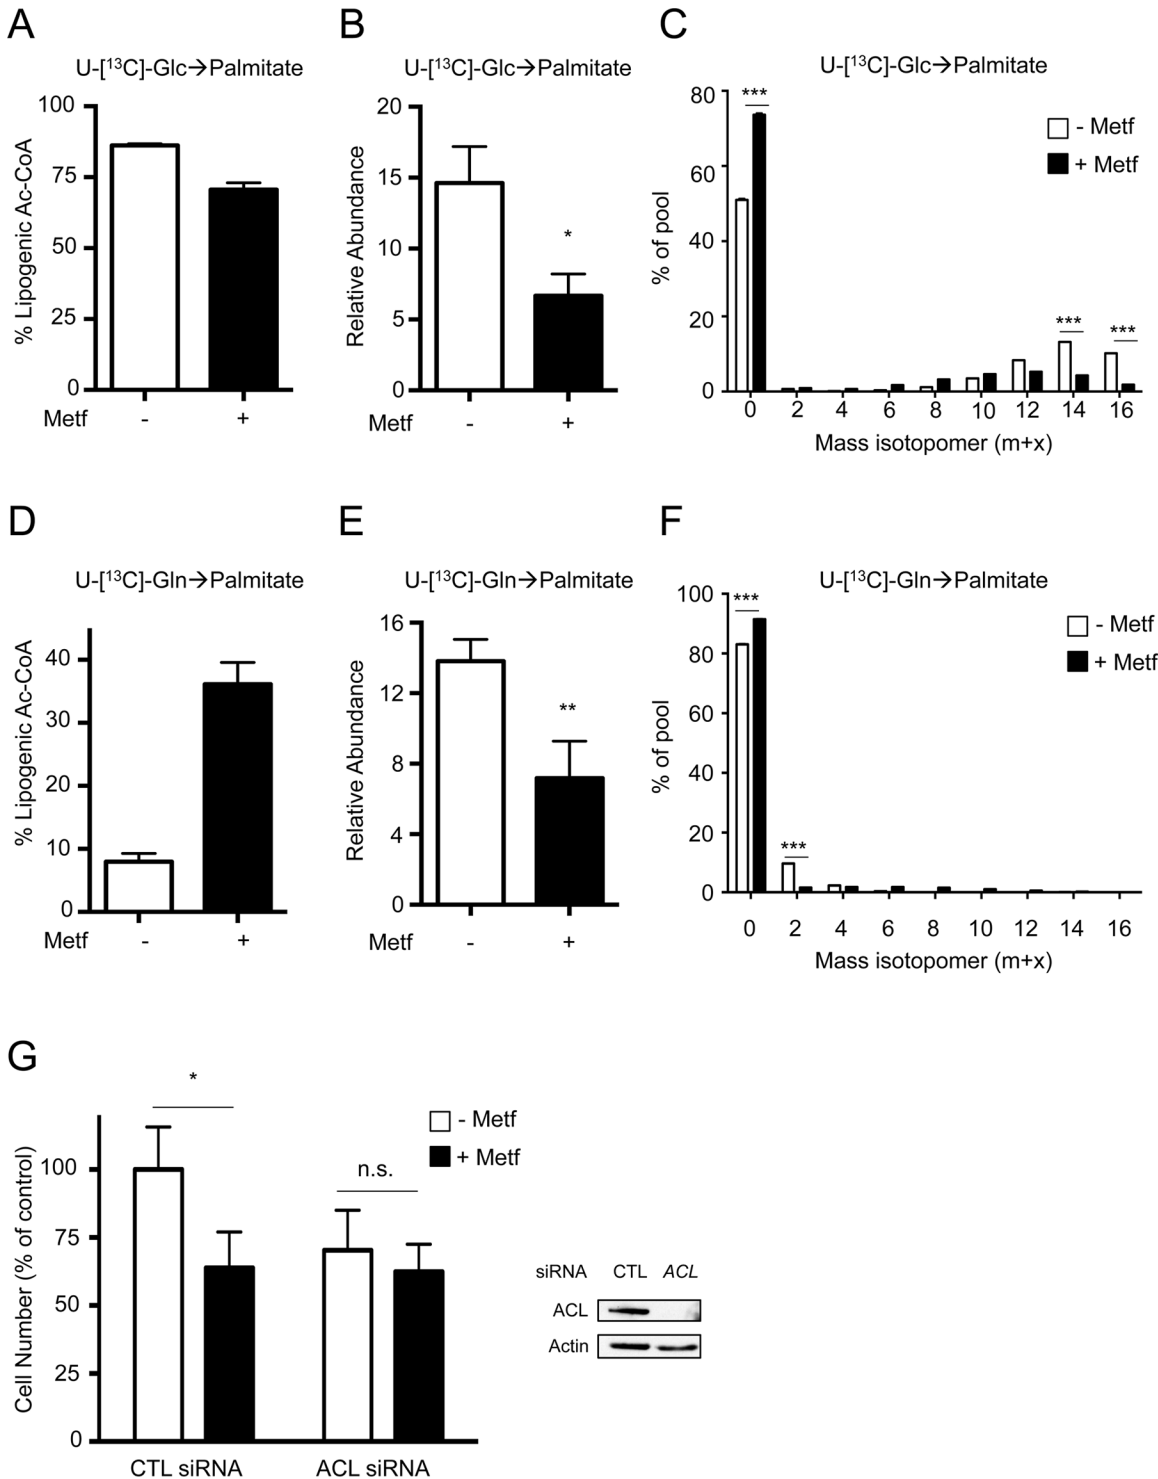 A
U-[¹³C]-Glc→Palmitate
% Lipogenic Ac-CoA
100
75
50
25
0
Metf - +
B
U-[¹³C]-Glc→Palmitate
Relative Abundance
20
15
10
5
0
*
Metf - +
C
U-[¹³C]-Glc→Palmitate
% of pool
80
60
40
20
0
***
***
***
- Metf
+ Metf
0 2 4 6 8 10 12 14 16
Mass isotopomer (m+x)
D
U-[¹³C]-Gln→Palmitate
% Lipogenic Ac-CoA
40
30
20
10
0
Metf - +
E
U-[¹³C]-Gln→Palmitate
Relative Abundance
16
12
8
4
0
**
Metf - +
F
U-[¹³C]-Gln→Palmitate
% of pool
100
80
60
40
20
0
***
***
- Metf
+ Metf
0 2 4 6 8 10 12 14 16
Mass isotopomer (m+x)
G
Cell Number (% of control)
100
75
50
25
0
*
n.s.
- Metf
+ Metf
CTL siRNA ACL siRNA
siRNA CTL ACL
ACL
Actin